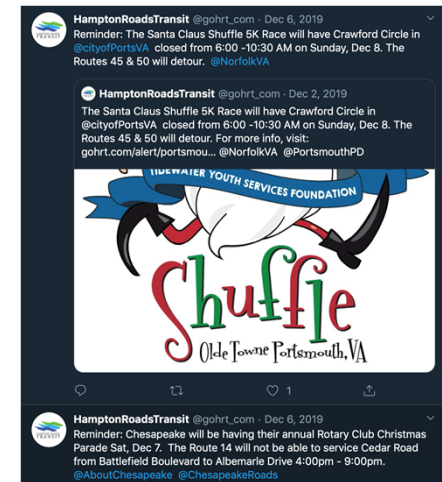 HamptonRoadsTransit @gohrt_com · Dec 6, 2019
Reminder: The Santa Claus Shuffle 5K Race will have Crawford Circle in
@cityofPortsVA closed from 6:00 -10:30 AM on Sunday, Dec 8. The
Routes 45 & 50 will detour. @NorfolkVA
HamptonRoadsTransit @gohrt_com · Dec 2, 2019
The Santa Claus Shuffle 5K Race will have Crawford Circle in
@cityofPortsVA closed from 6:00 -10:30 AM on Sunday, Dec 8. The
Routes 45 & 50 will detour. For more info, visit:
gohrt.com/alert/portsmou... @NorfolkVA @PortsmouthPD
TIDEWATER YOUTH SERVICES FOUNDATION
Shuffle
Olde Towne Portsmouth, VA
1
HamptonRoadsTransit @gohrt_com · Dec 6, 2019
Reminder: Chesapeake will be having their annual Rotary Club Christmas
Parade Sat, Dec 7. The Route 14 will not be able to service Cedar Road
from Battlefield Boulevard to Albemarle Drive 4:00pm - 9:00pm.
@AboutChesapeake @ChesapeakeRoads